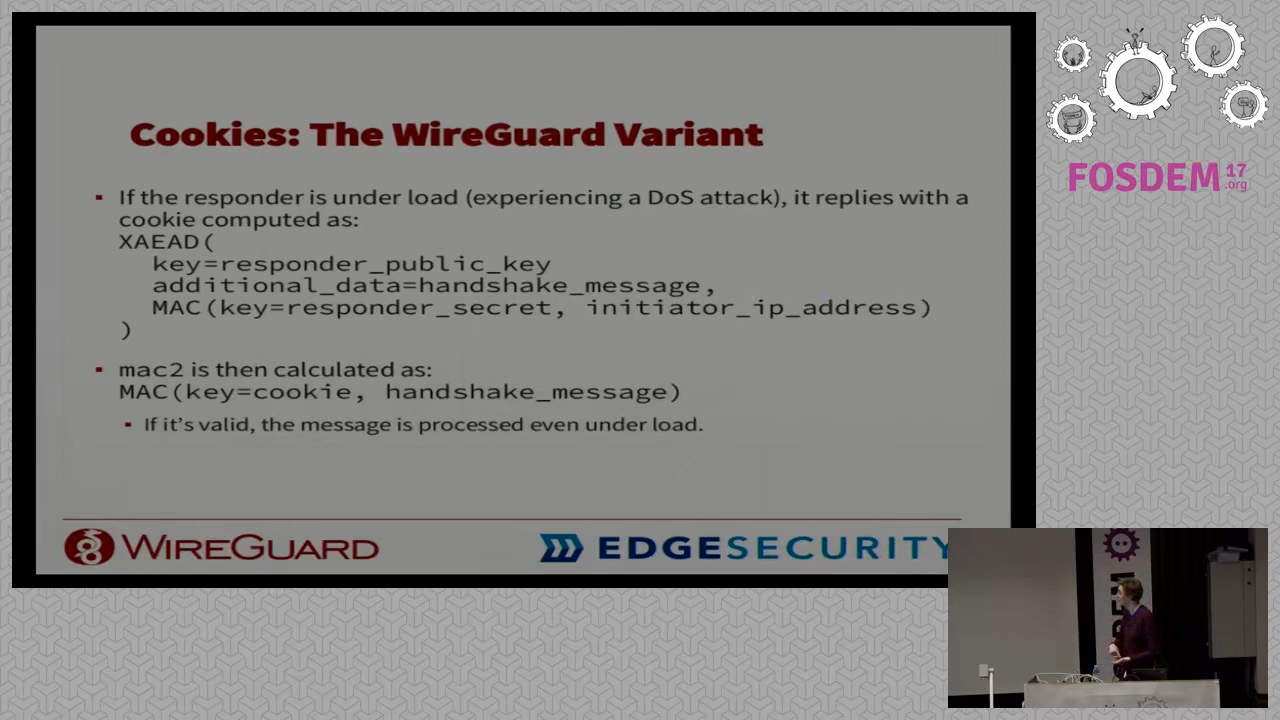 Cookies: The WireGuard Variant
If the responder is under load (experiencing a DoS attack), it replies with a
cookie computed as:
XAEAD(
key=responder_public_key
additional_data=handshake_message,
MAC(key=responder_secret, initiator_ip_address)
)
mac2 is then calculated as:
MAC(key=cookie, handshake_message)
If it's valid, the message is processed even under load.
WIREGUARD
EDGESECURITY
FOSDEM 17
.org